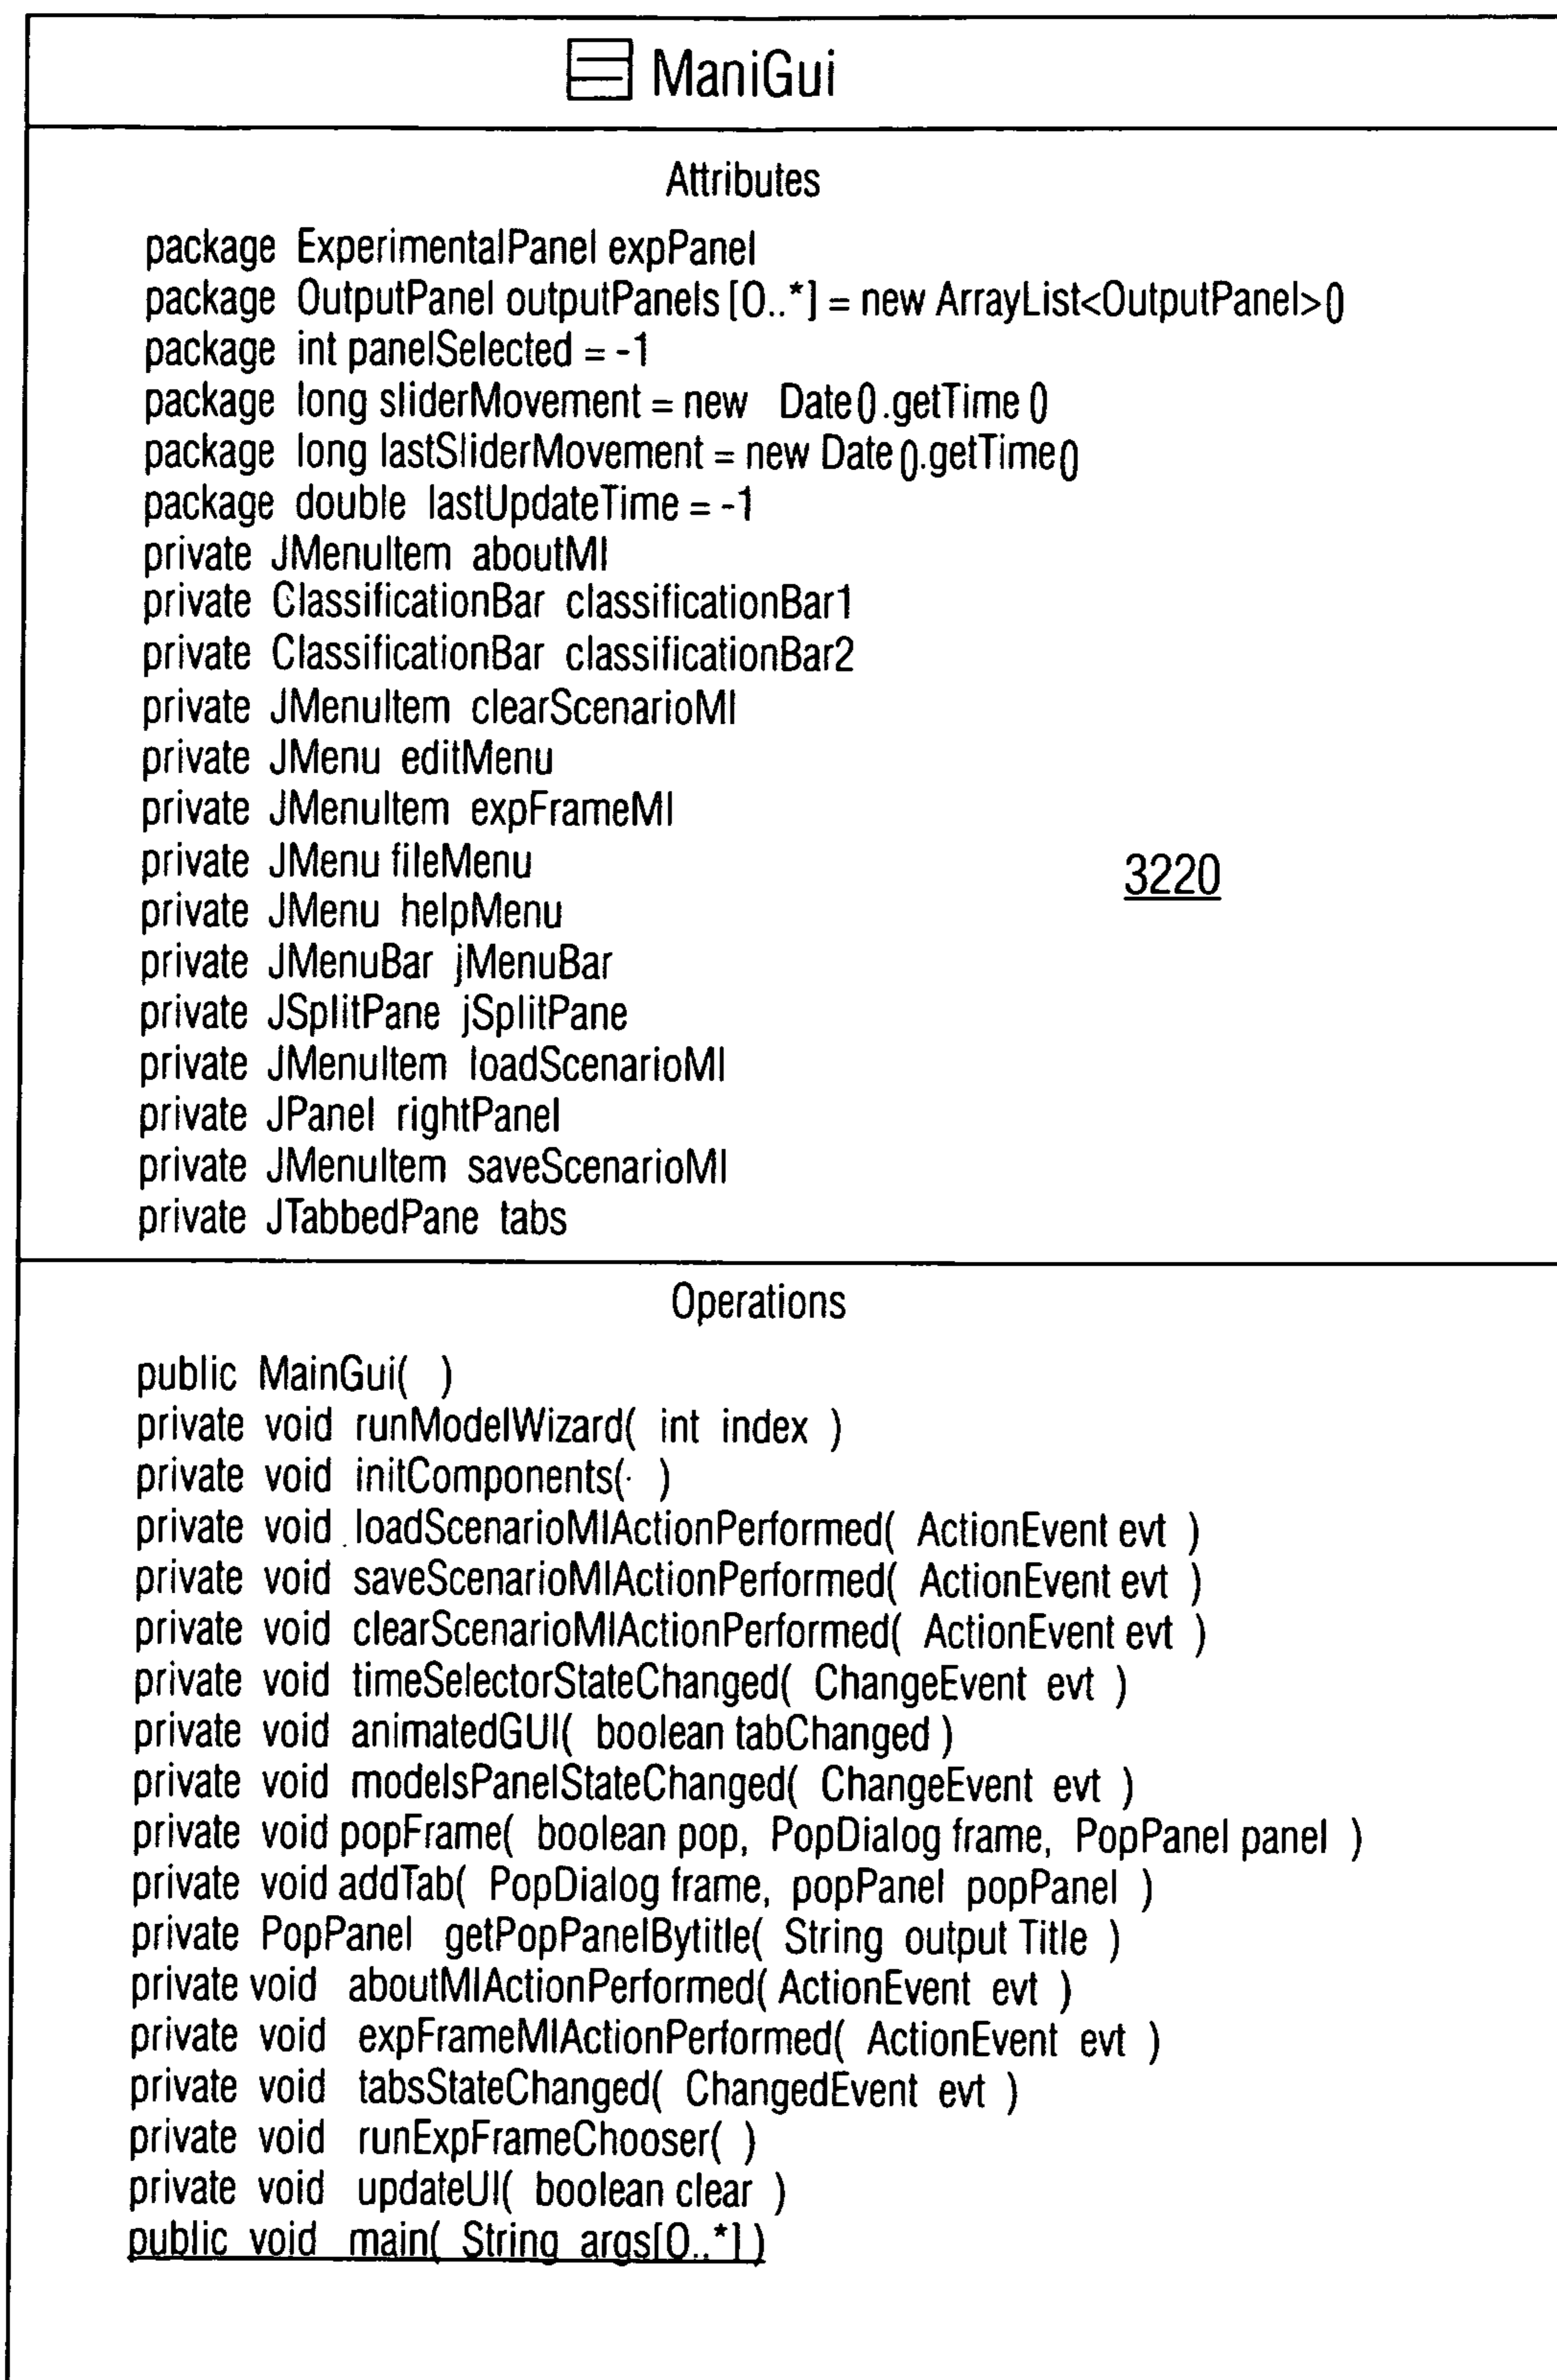 ManiGui
Attributes
package ExperimentalPanel expPanel
package OutputPanel outputPanels [0..*] = new ArrayList<OutputPanel>()
package int panelSelected = -1
package long sliderMovement = new Date().getTime ()
package long lastSliderMovement = new Date ().getTime()
package double lastUpdateTime = -1
private JMenuItem aboutMI
private ClassificationBar classificationBar1
private ClassificationBar classificationBar2
private JMenuItem clearScenarioMI
private JMenu editMenu
private JMenuItem expFrameMI
private JMenu fileMenu
3220
private JMenu helpMenu
private JMenuBar jMenuBar
private JSplitPane jSplitPane
private JMenuItem loadScenarioMI
private JPanel rightPanel
private JMenuItem saveScenarioMI
private JTabbedPane tabs
Operations
public MainGui( )
private void runModelWizard( int index )
private void initComponents( )
private void loadScenarioMIActionPerformed( ActionEvent evt )
private void saveScenarioMIActionPerformed( ActionEvent evt )
private void clearScenarioMIActionPerformed( ActionEvent evt )
private void timeSelectorStateChanged( ChangeEvent evt )
private void animatedGUI( boolean tabChanged )
private void modelsPanelStateChanged( ChangeEvent evt )
private void popFrame( boolean pop, PopDialog frame, PopPanel panel )
private void addTab( PopDialog frame, popPanel popPanel )
private PopPanel getPopPanelBytitle( String output Title )
private void aboutMIActionPerformed( ActionEvent evt )
private void expFrameMIActionPerformed( ActionEvent evt )
private void tabsStateChanged( ChangedEvent evt )
private void runExpFrameChooser( )
private void updateUI( boolean clear )
public void main( String args[0..*] )